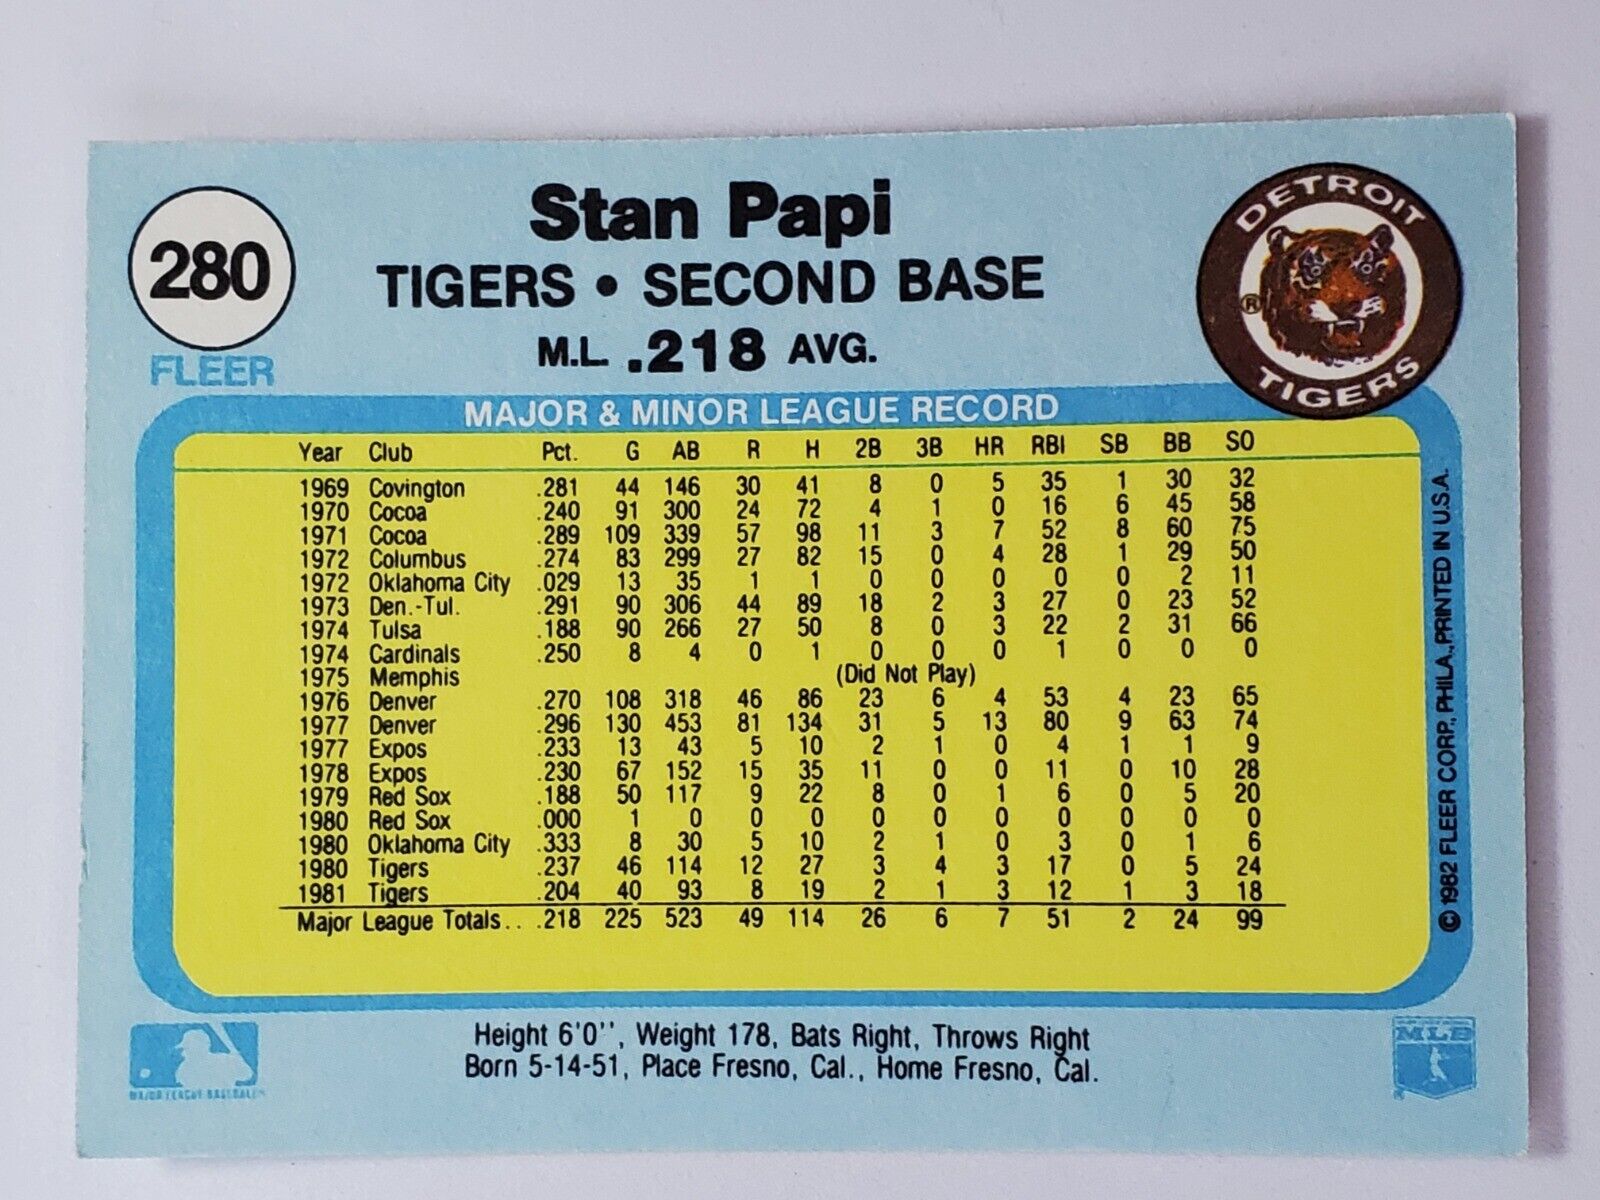 280
FLEER
Stan Papi
TIGERS • SECOND BASE
M.L. .218 AVG.
DETROIT
®
TIGERS
MAJOR & MINOR LEAGUE RECORD
Year Club Pct. G AB R H 2B 3B HR RBI SB BB SO
1969 Covington .281 44 146 30 41 8 0 5 35 1 30 32
1970 Cocoa .240 91 300 24 72 4 1 0 16 6 45 58
1971 Cocoa .289 109 339 57 98 11 3 7 52 8 60 75
1972 Columbus .274 83 299 27 82 15 0 4 28 1 29 50
1972 Oklahoma City .029 13 35 1 1 0 0 0 0 0 2 11
1973 Den.-Tul. .291 90 306 44 89 18 2 3 27 0 23 52
1974 Tulsa .188 90 266 27 50 8 0 3 22 2 31 66
1974 Cardinals .250 8 4 0 1 0 0 0 1 0 0 0
1975 Memphis (Did Not Play)
1976 Denver .270 108 318 46 86 23 6 4 53 4 23 65
1977 Denver .296 130 453 81 134 31 5 13 80 9 63 74
1977 Expos .233 13 43 5 10 2 1 0 4 1 1 9
1978 Expos .230 67 152 15 35 11 0 0 11 0 10 28
1979 Red Sox .188 50 117 9 22 8 0 1 6 0 5 20
1980 Red Sox .000 1 0 0 0 0 0 0 0 0 0 0
1980 Oklahoma City .333 8 30 5 10 2 1 0 3 0 1 6
1980 Tigers .237 46 114 12 27 3 4 3 17 0 5 24
1981 Tigers .204 40 93 8 19 2 1 3 12 1 3 18
Major League Totals.. .218 225 523 49 114 26 6 7 51 2 24 99
© 1982 FLEER CORP., PHILA., PRINTED IN U.S.A.
Height 6'0'', Weight 178, Bats Right, Throws Right
Born 5-14-51, Place Fresno, Cal., Home Fresno, Cal.
MAJOR LEAGUE BASEBALL
MLB
®